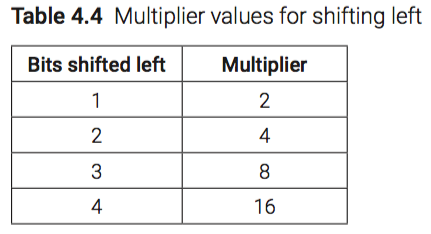 Table 4.4 Multiplier values for shifting left
Bits shifted left Multiplier
1 2
2 4
3 8
4 16